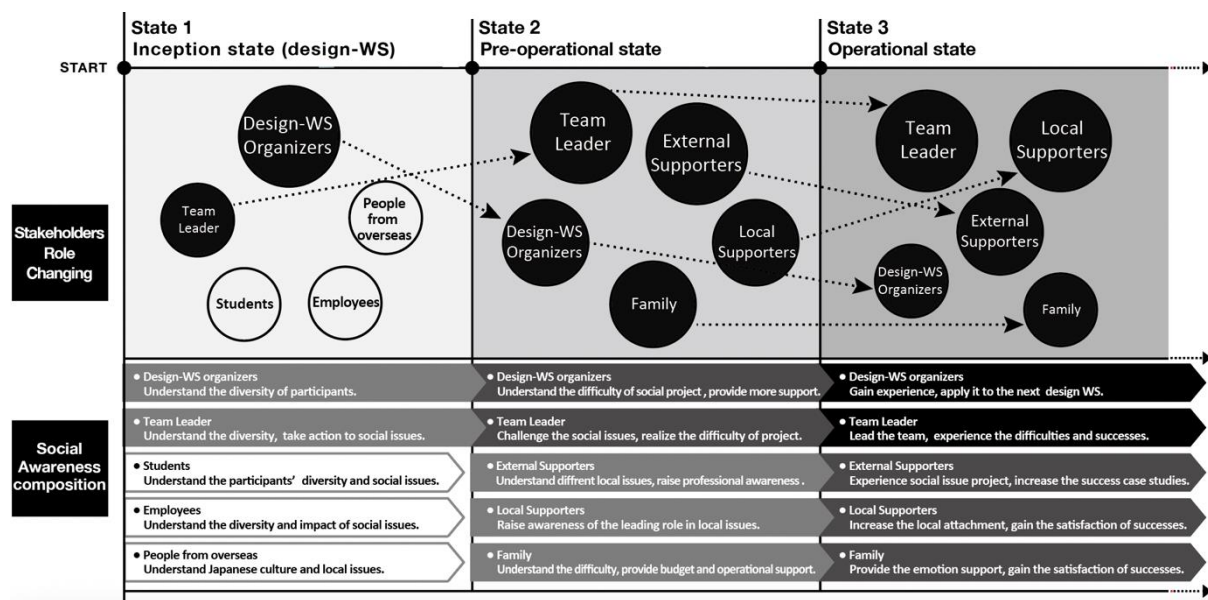 State 1
Inception state (design-WS)
State 2
Pre-operational state
State 3
Operational state
START
Stakeholders
Role
Changing
Design-WS
Organizers
Team
Leader
People
from
overseas
Students
Employees
Team
Leader
External
Supporters
Design-WS
Organizers
Local
Supporters
Family
Team
Leader
Local
Supporters
External
Supporters
Design-WS
Organizers
Family
Social
Awareness
composition
• Design-WS organizers
Understand the diversity of participants.
• Design-WS organizers
Understand the difficulty of social project , provide more support.
• Design-WS organizers
Gain experience, apply it to the next design WS.
• Team Leader
Understand the diversity, take action to social issues.
• Team Leader
Challenge the social issues, realize the difficulty of project.
• Team Leader
Lead the team, experience the difficulties and successes.
• Students
Understand the participants' diversity and social issues.
• External Supporters
Understand diffrent local issues, raise professional awareness .
• External Supporters
Experience social issue project, increase the success case studies.
• Employees
Understand the diversity and impact of social issues.
• Local Supporters
Raise awareness of the leading role in local issues.
• Local Supporters
Increase the local attachment, gain the satisfaction of successes.
• People from overseas
Understand Japanese culture and local issues.
• Family
Understand the difficulty, provide budget and operational support.
• Family
Provide the emotion support, gain the satisfaction of successes.